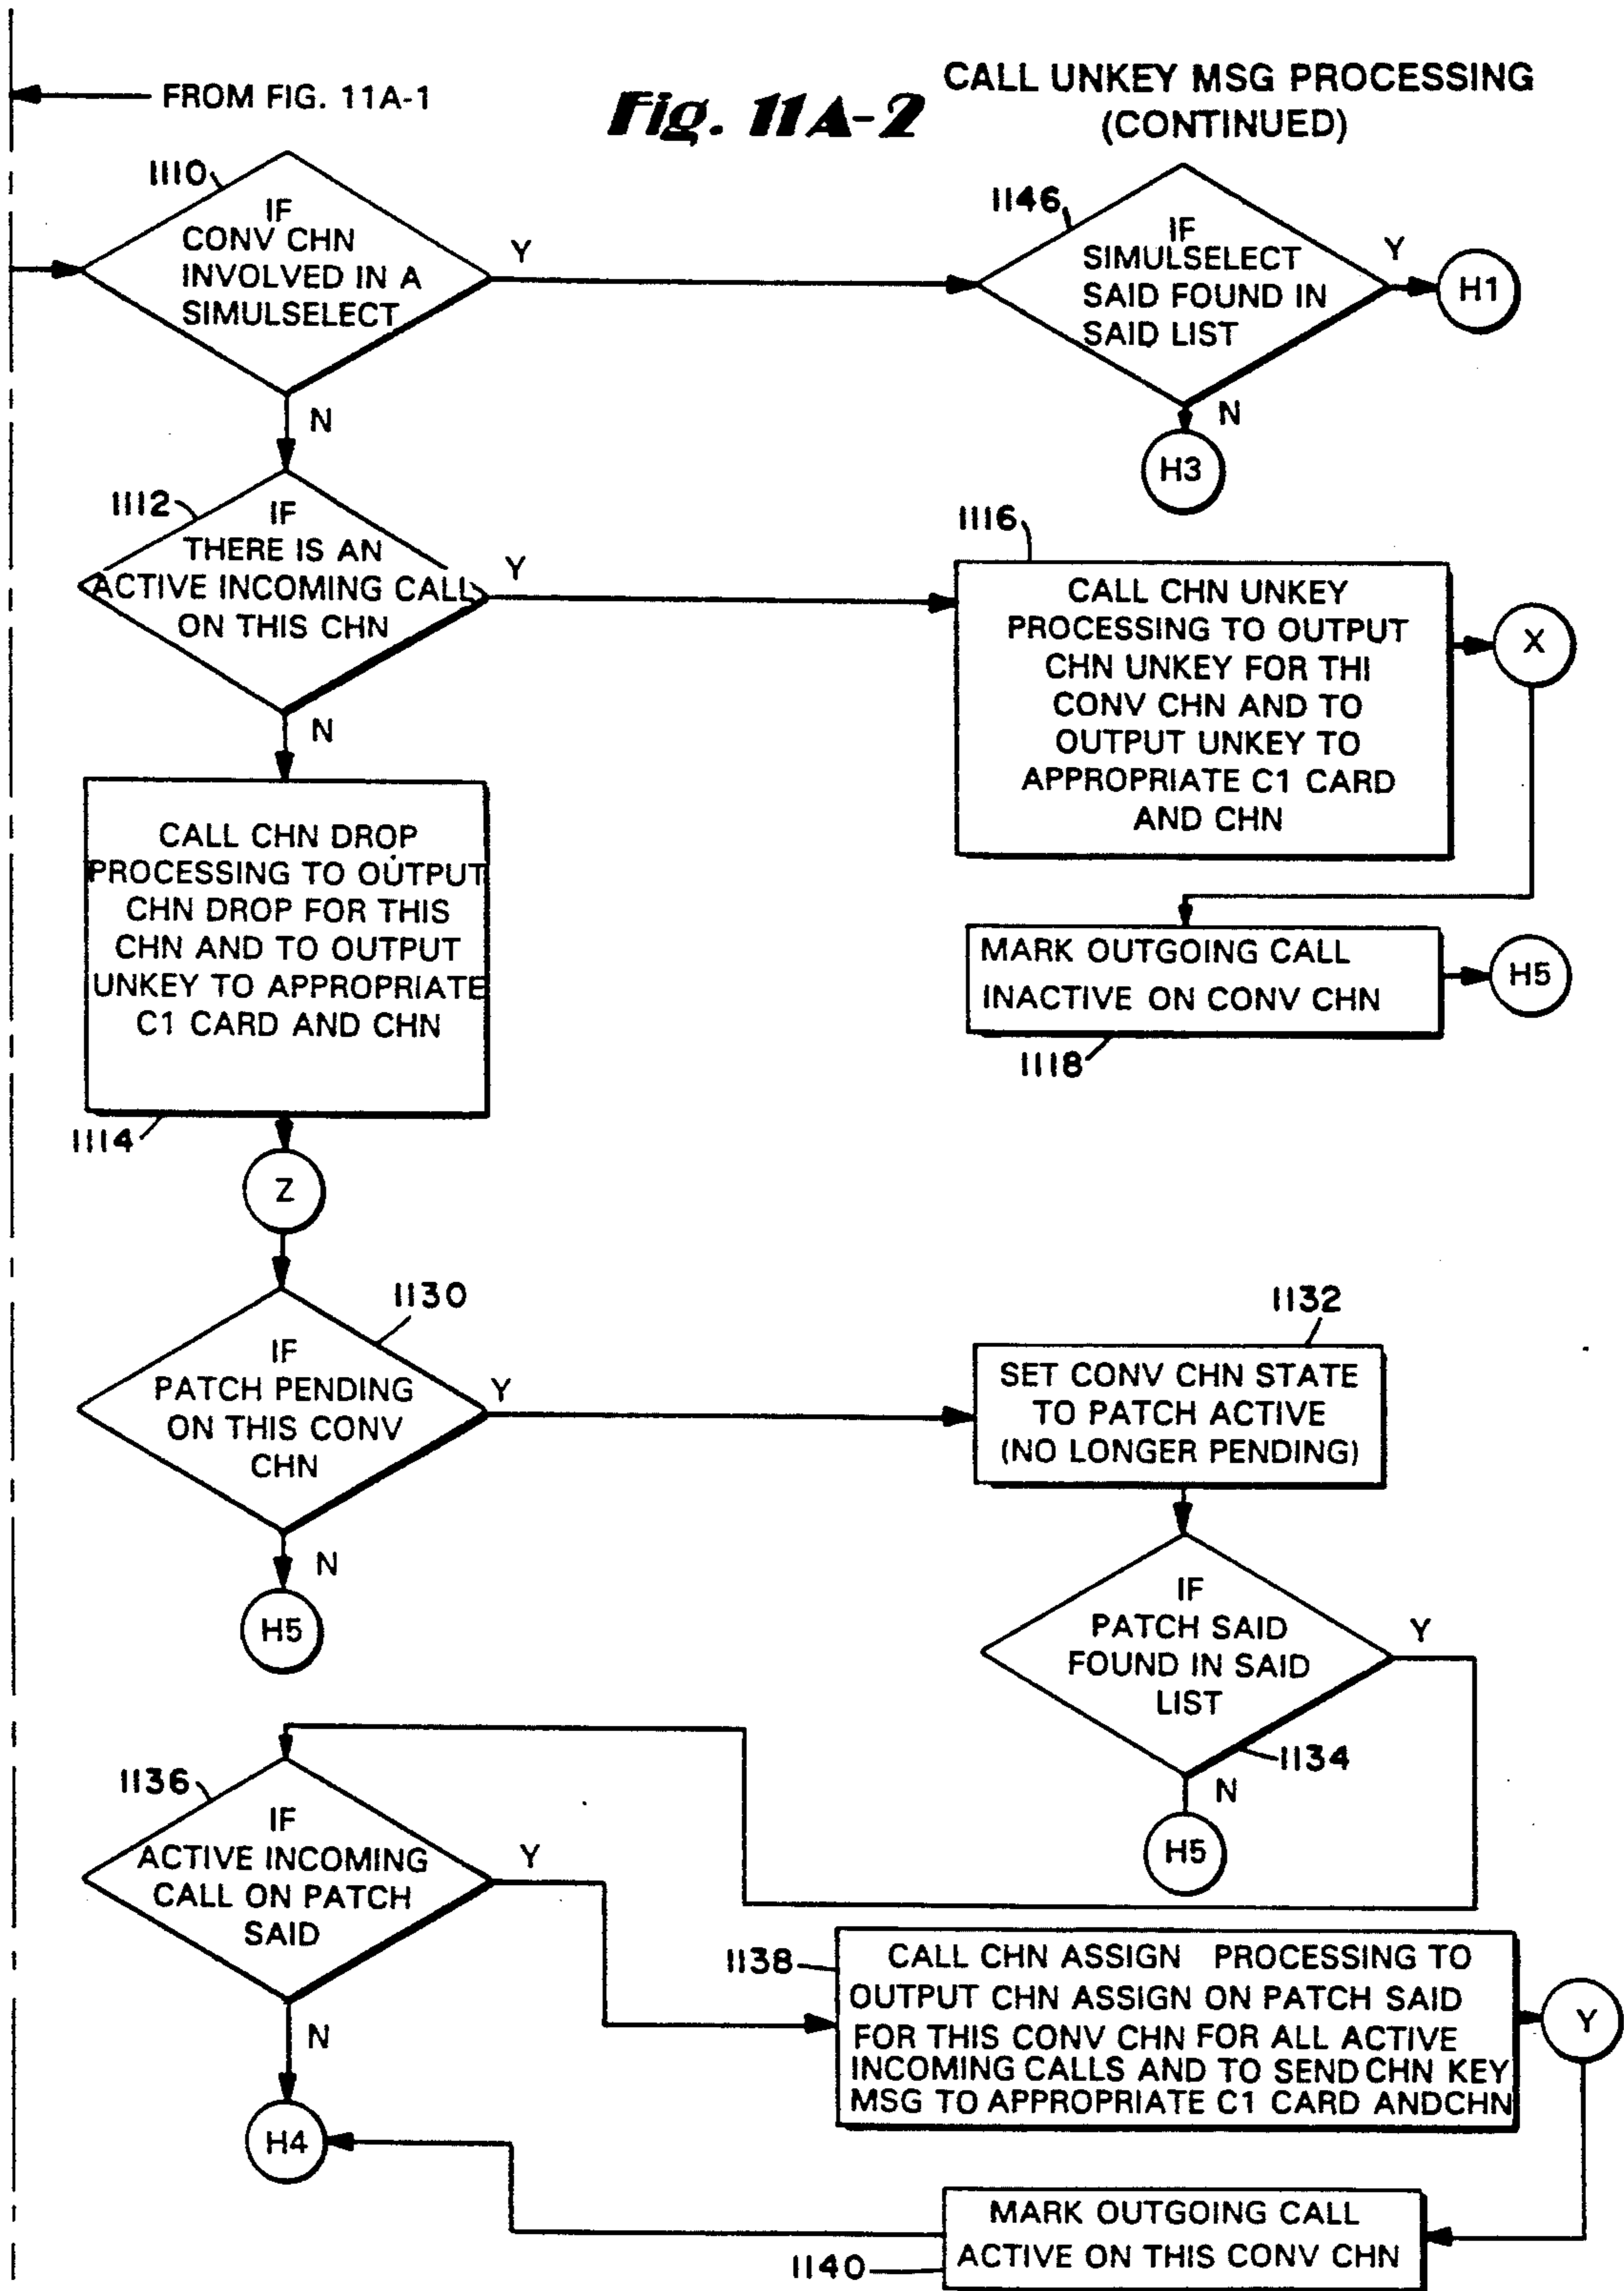 FROM FIG. 11A-1
Fig. 11A-2
CALL UNKEY MSG PROCESSING
(CONTINUED)
1110
IF
CONV CHN
INVOLVED IN A
SIMULSELECT
Y
N
1146
IF
SIMULSELECT
SAID FOUND IN
SAID LIST
Y
H1
N
H3
1112
IF
THERE IS AN
ACTIVE INCOMING CALL
ON THIS CHN
Y
N
1116
CALL CHN UNKEY
PROCESSING TO OUTPUT
CHN UNKEY FOR THI
CONV CHN AND TO
OUTPUT UNKEY TO
APPROPRIATE C1 CARD
AND CHN
X
MARK OUTGOING CALL
INACTIVE ON CONV CHN
1118
H5
CALL CHN DROP
PROCESSING TO OUTPUT
CHN DROP FOR THIS
CHN AND TO OUTPUT
UNKEY TO APPROPRIATE
C1 CARD AND CHN
1114
Z
1130
IF
PATCH PENDING
ON THIS CONV
CHN
Y
N
H5
1132
SET CONV CHN STATE
TO PATCH ACTIVE
(NO LONGER PENDING)
IF
PATCH SAID
FOUND IN SAID
LIST
Y
1134
N
H5
1136
IF
ACTIVE INCOMING
CALL ON PATCH
SAID
Y
N
H4
1138
CALL CHN ASSIGN PROCESSING TO
OUTPUT CHN ASSIGN ON PATCH SAID
FOR THIS CONV CHN FOR ALL ACTIVE
INCOMING CALLS AND TO SEND CHN KEY
MSG TO APPROPRIATE C1 CARD ANDCHN
Y
MARK OUTGOING CALL
ACTIVE ON THIS CONV CHN
1140